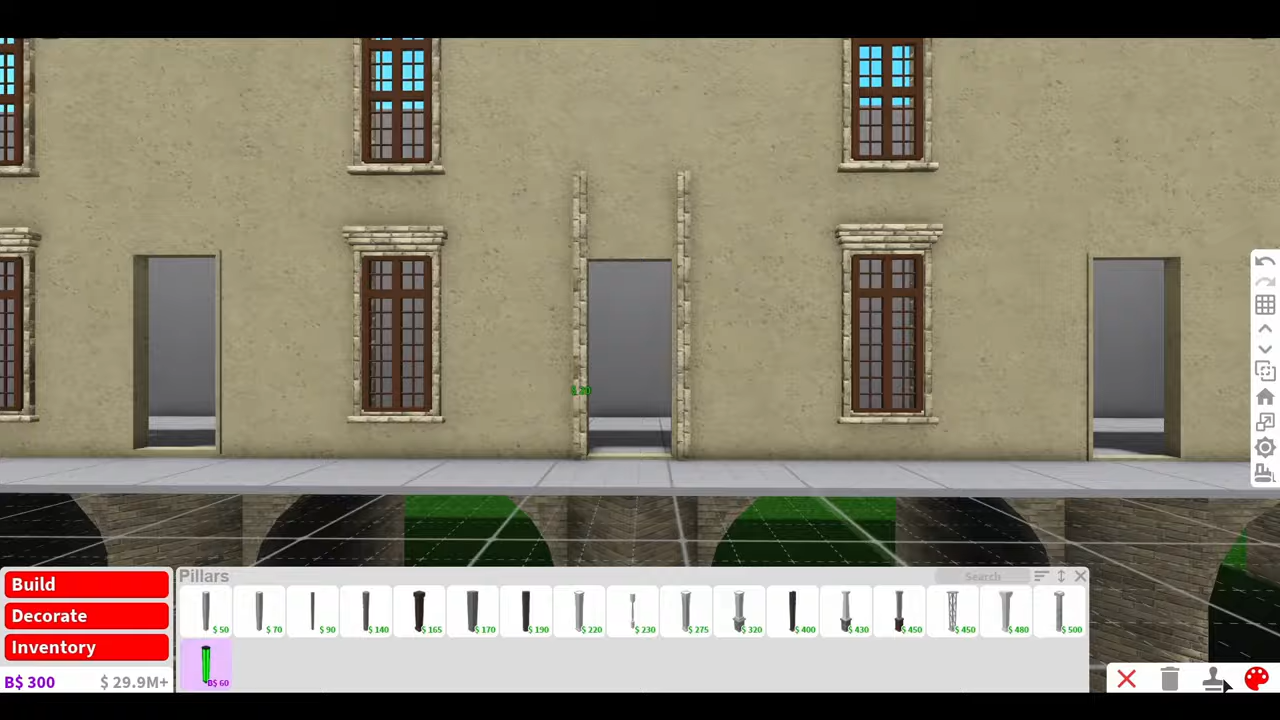 Pillars
Search
Build
Decorate
Inventory
B$ 300
$ 29.9M+
$ 50
$ 70
$ 90
$ 140
$ 165
$ 170
$ 190
$ 220
$ 230
$ 275
$ 320
$ 400
$ 430
$ 450
$ 450
$ 480
$ 500
B$ 60